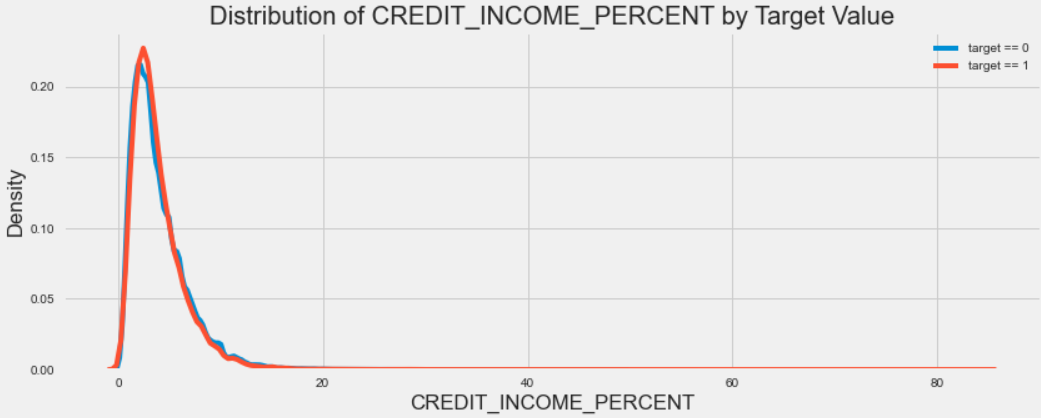 Distribution of CREDIT_INCOME_PERCENT by Target Value
target == 0
target == 1
0.20
0.15
0.10
0.05
0.00
Density
0 20 40 60 80
CREDIT_INCOME_PERCENT